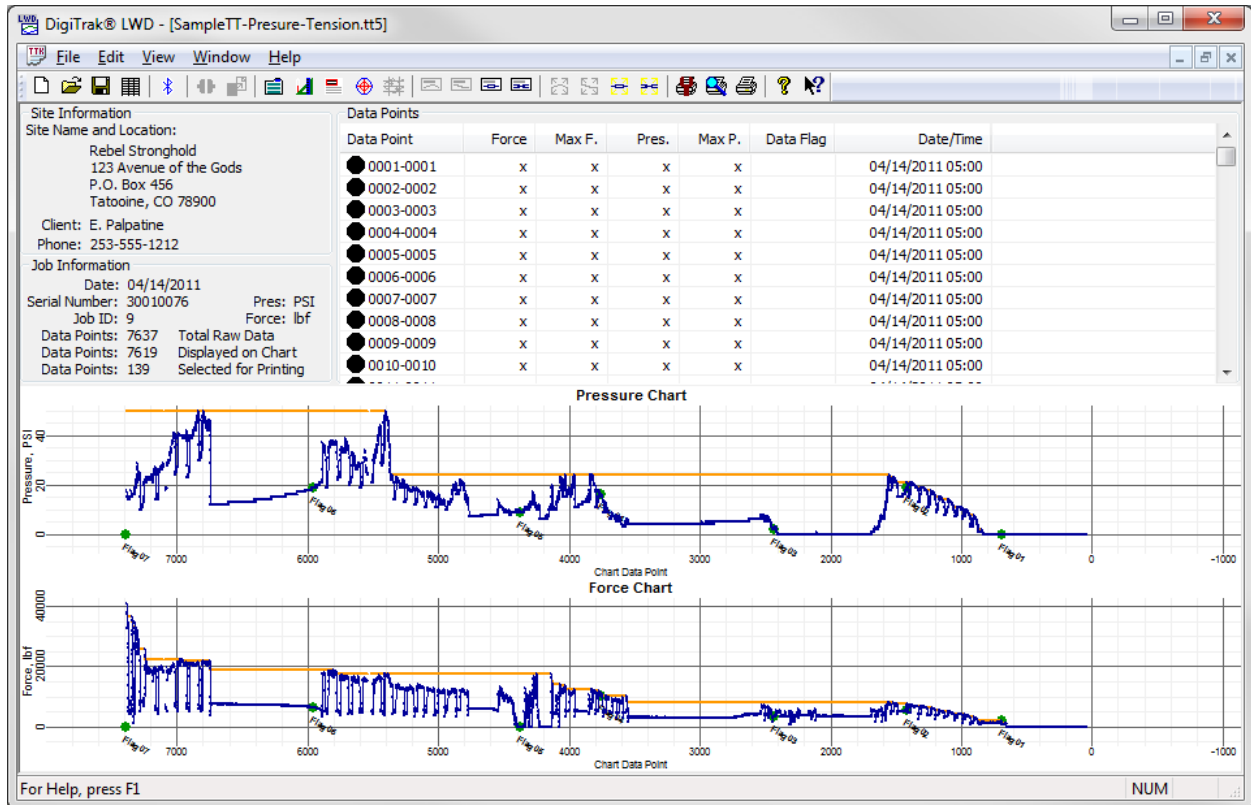 DigiTrak® LWD - [SampleTT-Presure-Tension.tt5]
File Edit View Window Help
Site Information
Site Name and Location:
Rebel Stronghold
123 Avenue of the Gods
P.O. Box 456
Tatooine, CO 78900
Client: E. Palpatine
Phone: 253-555-1212
Job Information
Date: 04/14/2011
Serial Number: 30010076 Pres: PSI
Job ID: 9 Force: lbf
Data Points: 7637 Total Raw Data
Data Points: 7619 Displayed on Chart
Data Points: 139 Selected for Printing
Data Points
Data Point Force Max F. Pres. Max P. Data Flag Date/Time
0001-0001 x x x x 04/14/2011 05:00
0002-0002 x x x x 04/14/2011 05:00
0003-0003 x x x x 04/14/2011 05:00
0004-0004 x x x x 04/14/2011 05:00
0005-0005 x x x x 04/14/2011 05:00
0006-0006 x x x x 04/14/2011 05:00
0007-0007 x x x x 04/14/2011 05:00
0008-0008 x x x x 04/14/2011 05:00
0009-0009 x x x x 04/14/2011 05:00
0010-0010 x x x x 04/14/2011 05:00
Pressure Chart
Pressure, PSI
40
20
0
Flag 07 Flag 06 Flag 05 Flag 03 Flag 02 Flag 01
7000 6000 5000 4000 3000 2000 1000 0 -1000
Chart Data Point
Force Chart
Force, lbf
40000
20000
0
Flag 07 Flag 06 Flag 05 Flag 03 Flag 02 Flag 01
7000 6000 5000 4000 3000 2000 1000 0 -1000
Chart Data Point
For Help, press F1 NUM